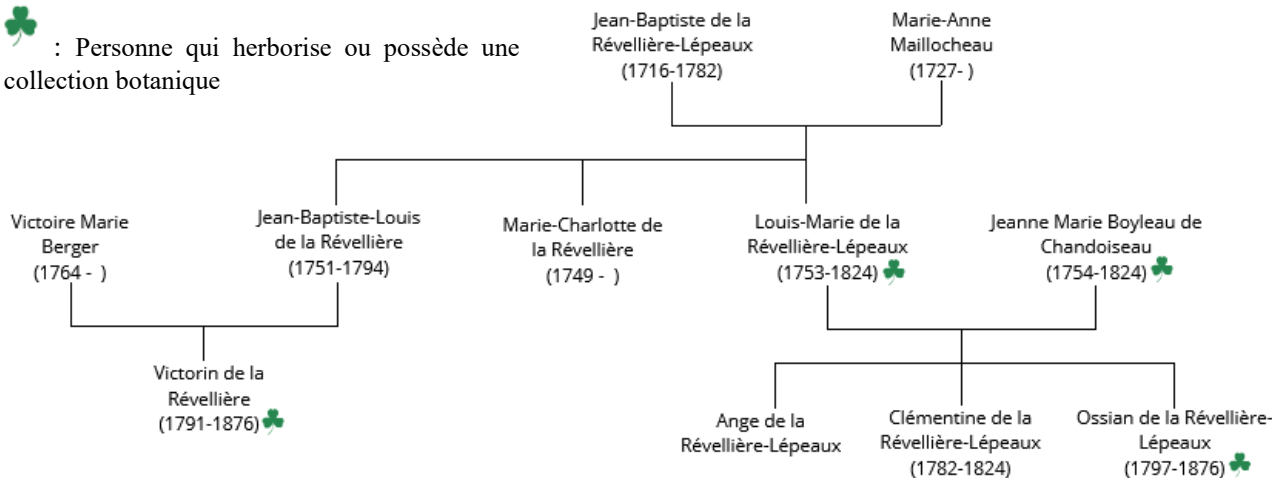 : Personne qui herborise ou possède une
collection botanique
Jean-Baptiste de la
Révellière-Lépeaux
(1716-1782)
Marie-Anne
Maillocheau
(1727- )
Victoire Marie
Berger
(1764 - )
Jean-Baptiste-Louis
de la Révellière
(1751-1794)
Marie-Charlotte de
la Révellière
(1749 - )
Louis-Marie de la
Révellière-Lépeaux
(1753-1824)
Jeanne Marie Boyleau de
Chandoiseau
(1754-1824)
Victorin de la
Révellière
(1791-1876)
Ange de la
Révellière-Lépeaux
Clémentine de la
Révellière-Lépeaux
(1782-1824)
Ossian de la Révellière-
Lépeaux
(1797-1876)